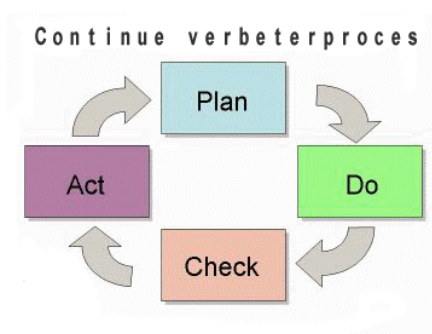 Continue verbeterproces
Plan
Act
Do
Check